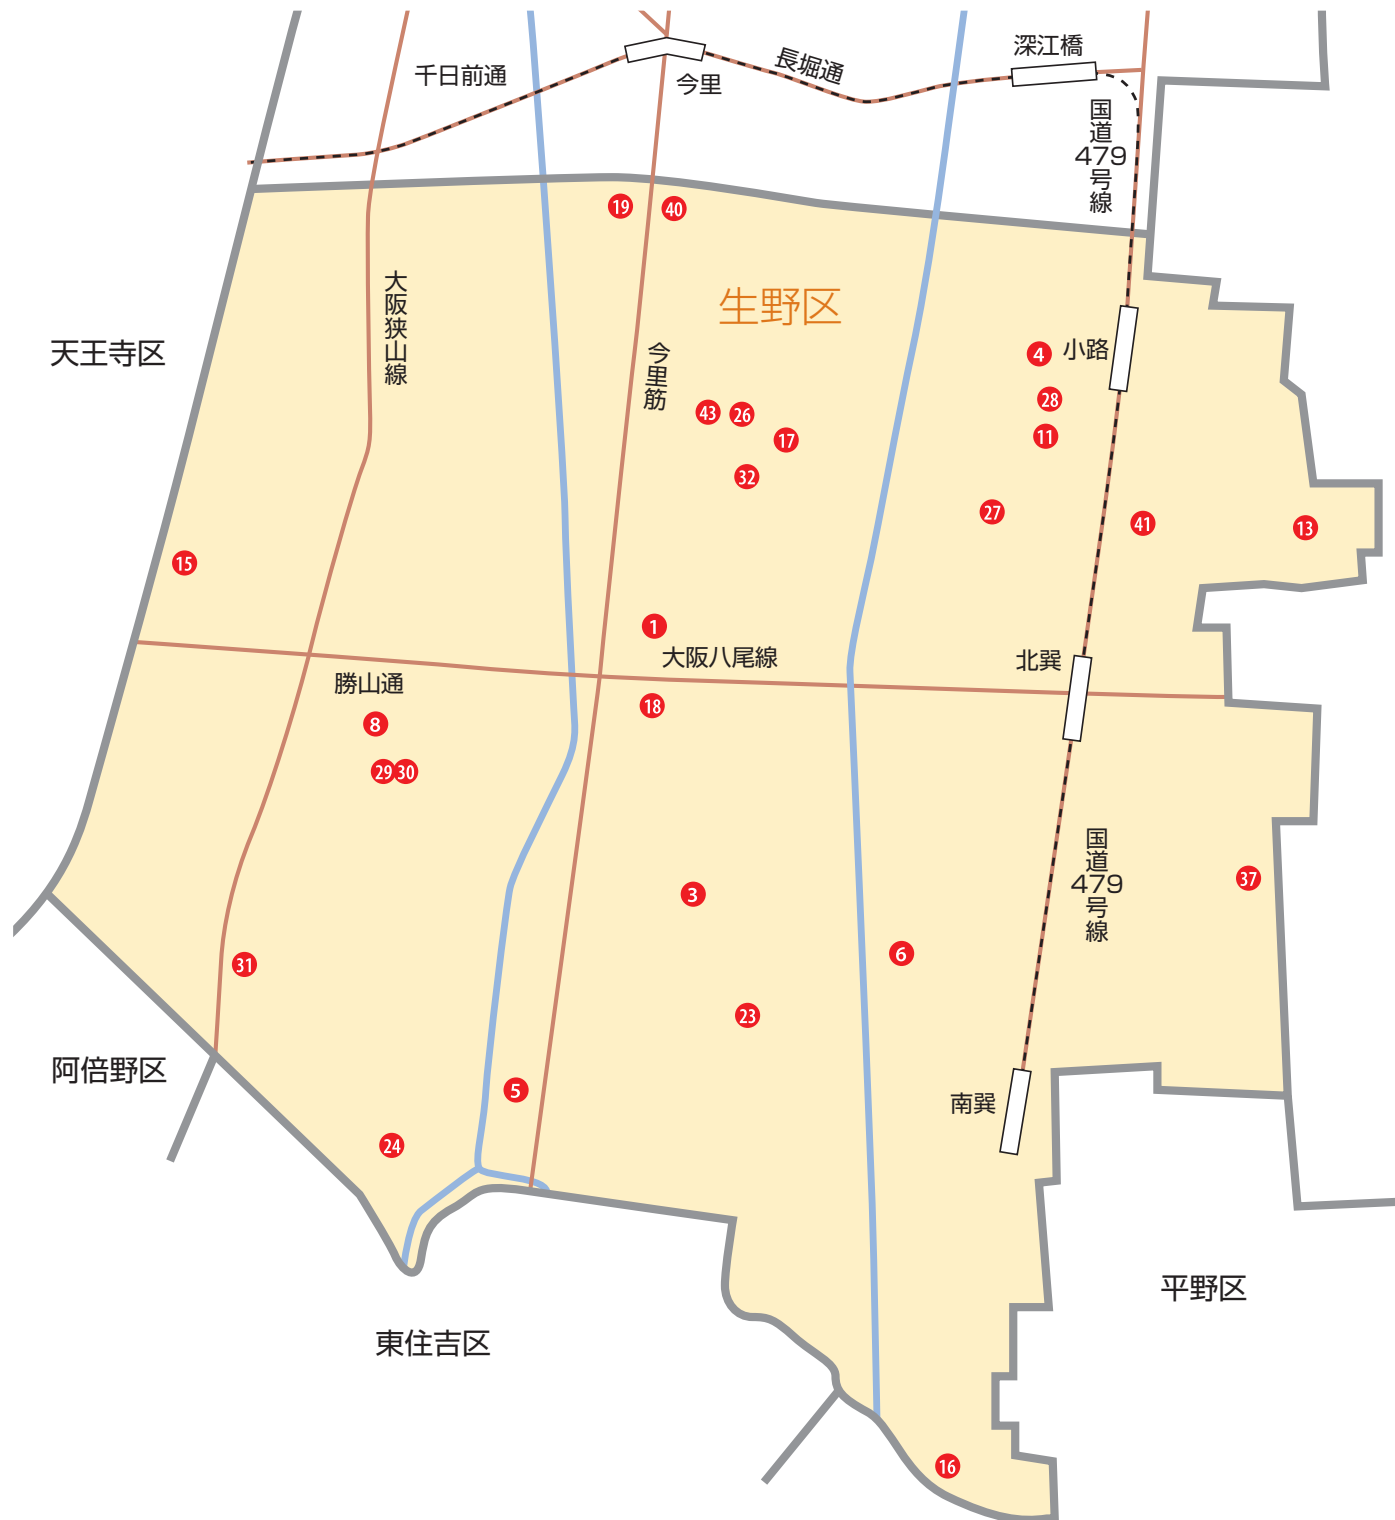 深江橋
長堀通
千日前通
今里
国道479号線
19
40
大阪狭山線
生野区
天王寺区
今里筋
小路
4
28
43
26
11
17
32
27
41
13
15
1
大阪八尾線
北巽
勝山通
18
8
29
30
国道479号線
37
3
6
31
23
阿倍野区
5
南巽
24
平野区
東住吉区
16